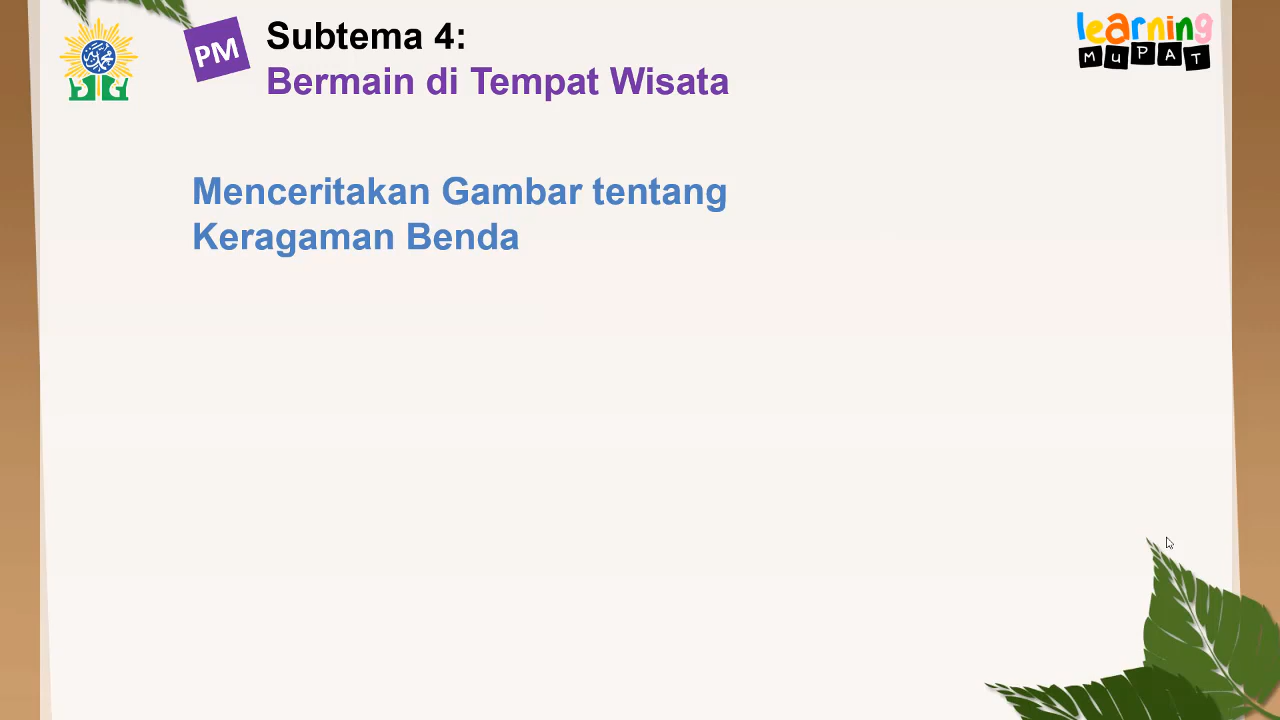 PM
Subtema 4:
Bermain di Tempat Wisata
learning
MUPAT
Menceritakan Gambar tentang
Keragaman Benda